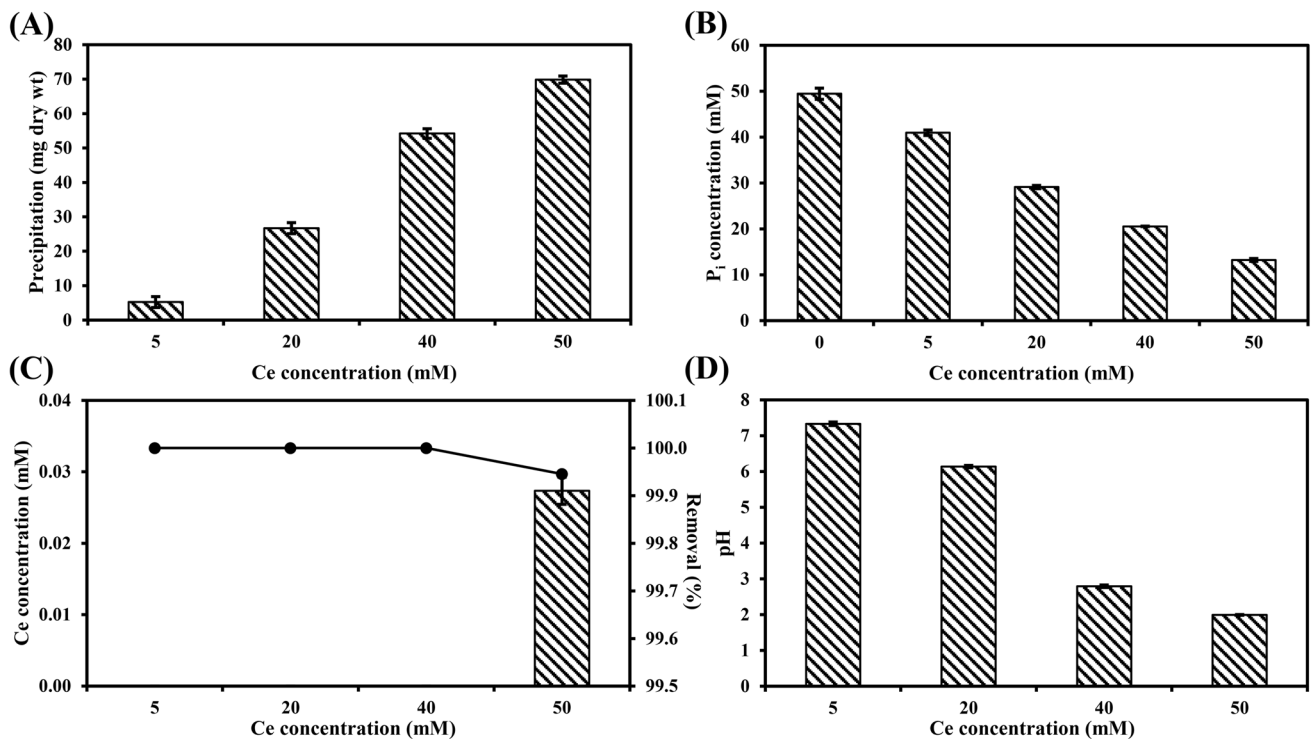 (A)
80
70
60
50
40
30
20
10
0
Precipitation (mg dry wt)
5 20 40 50
Ce concentration (mM)
(B)
60
50
40
30
20
10
0
Pi concentration (mM)
0 5 20 40 50
Ce concentration (mM)
(C)
0.04
0.03
0.02
0.01
0.00
Ce concentration (mM)
100.1
100.0
99.9
99.8
99.7
99.6
99.5
Removal (%)
5 20 40 50
Ce concentration (mM)
(D)
8
7
6
5
4
3
2
1
0
pH
5 20 40 50
Ce concentration (mM)